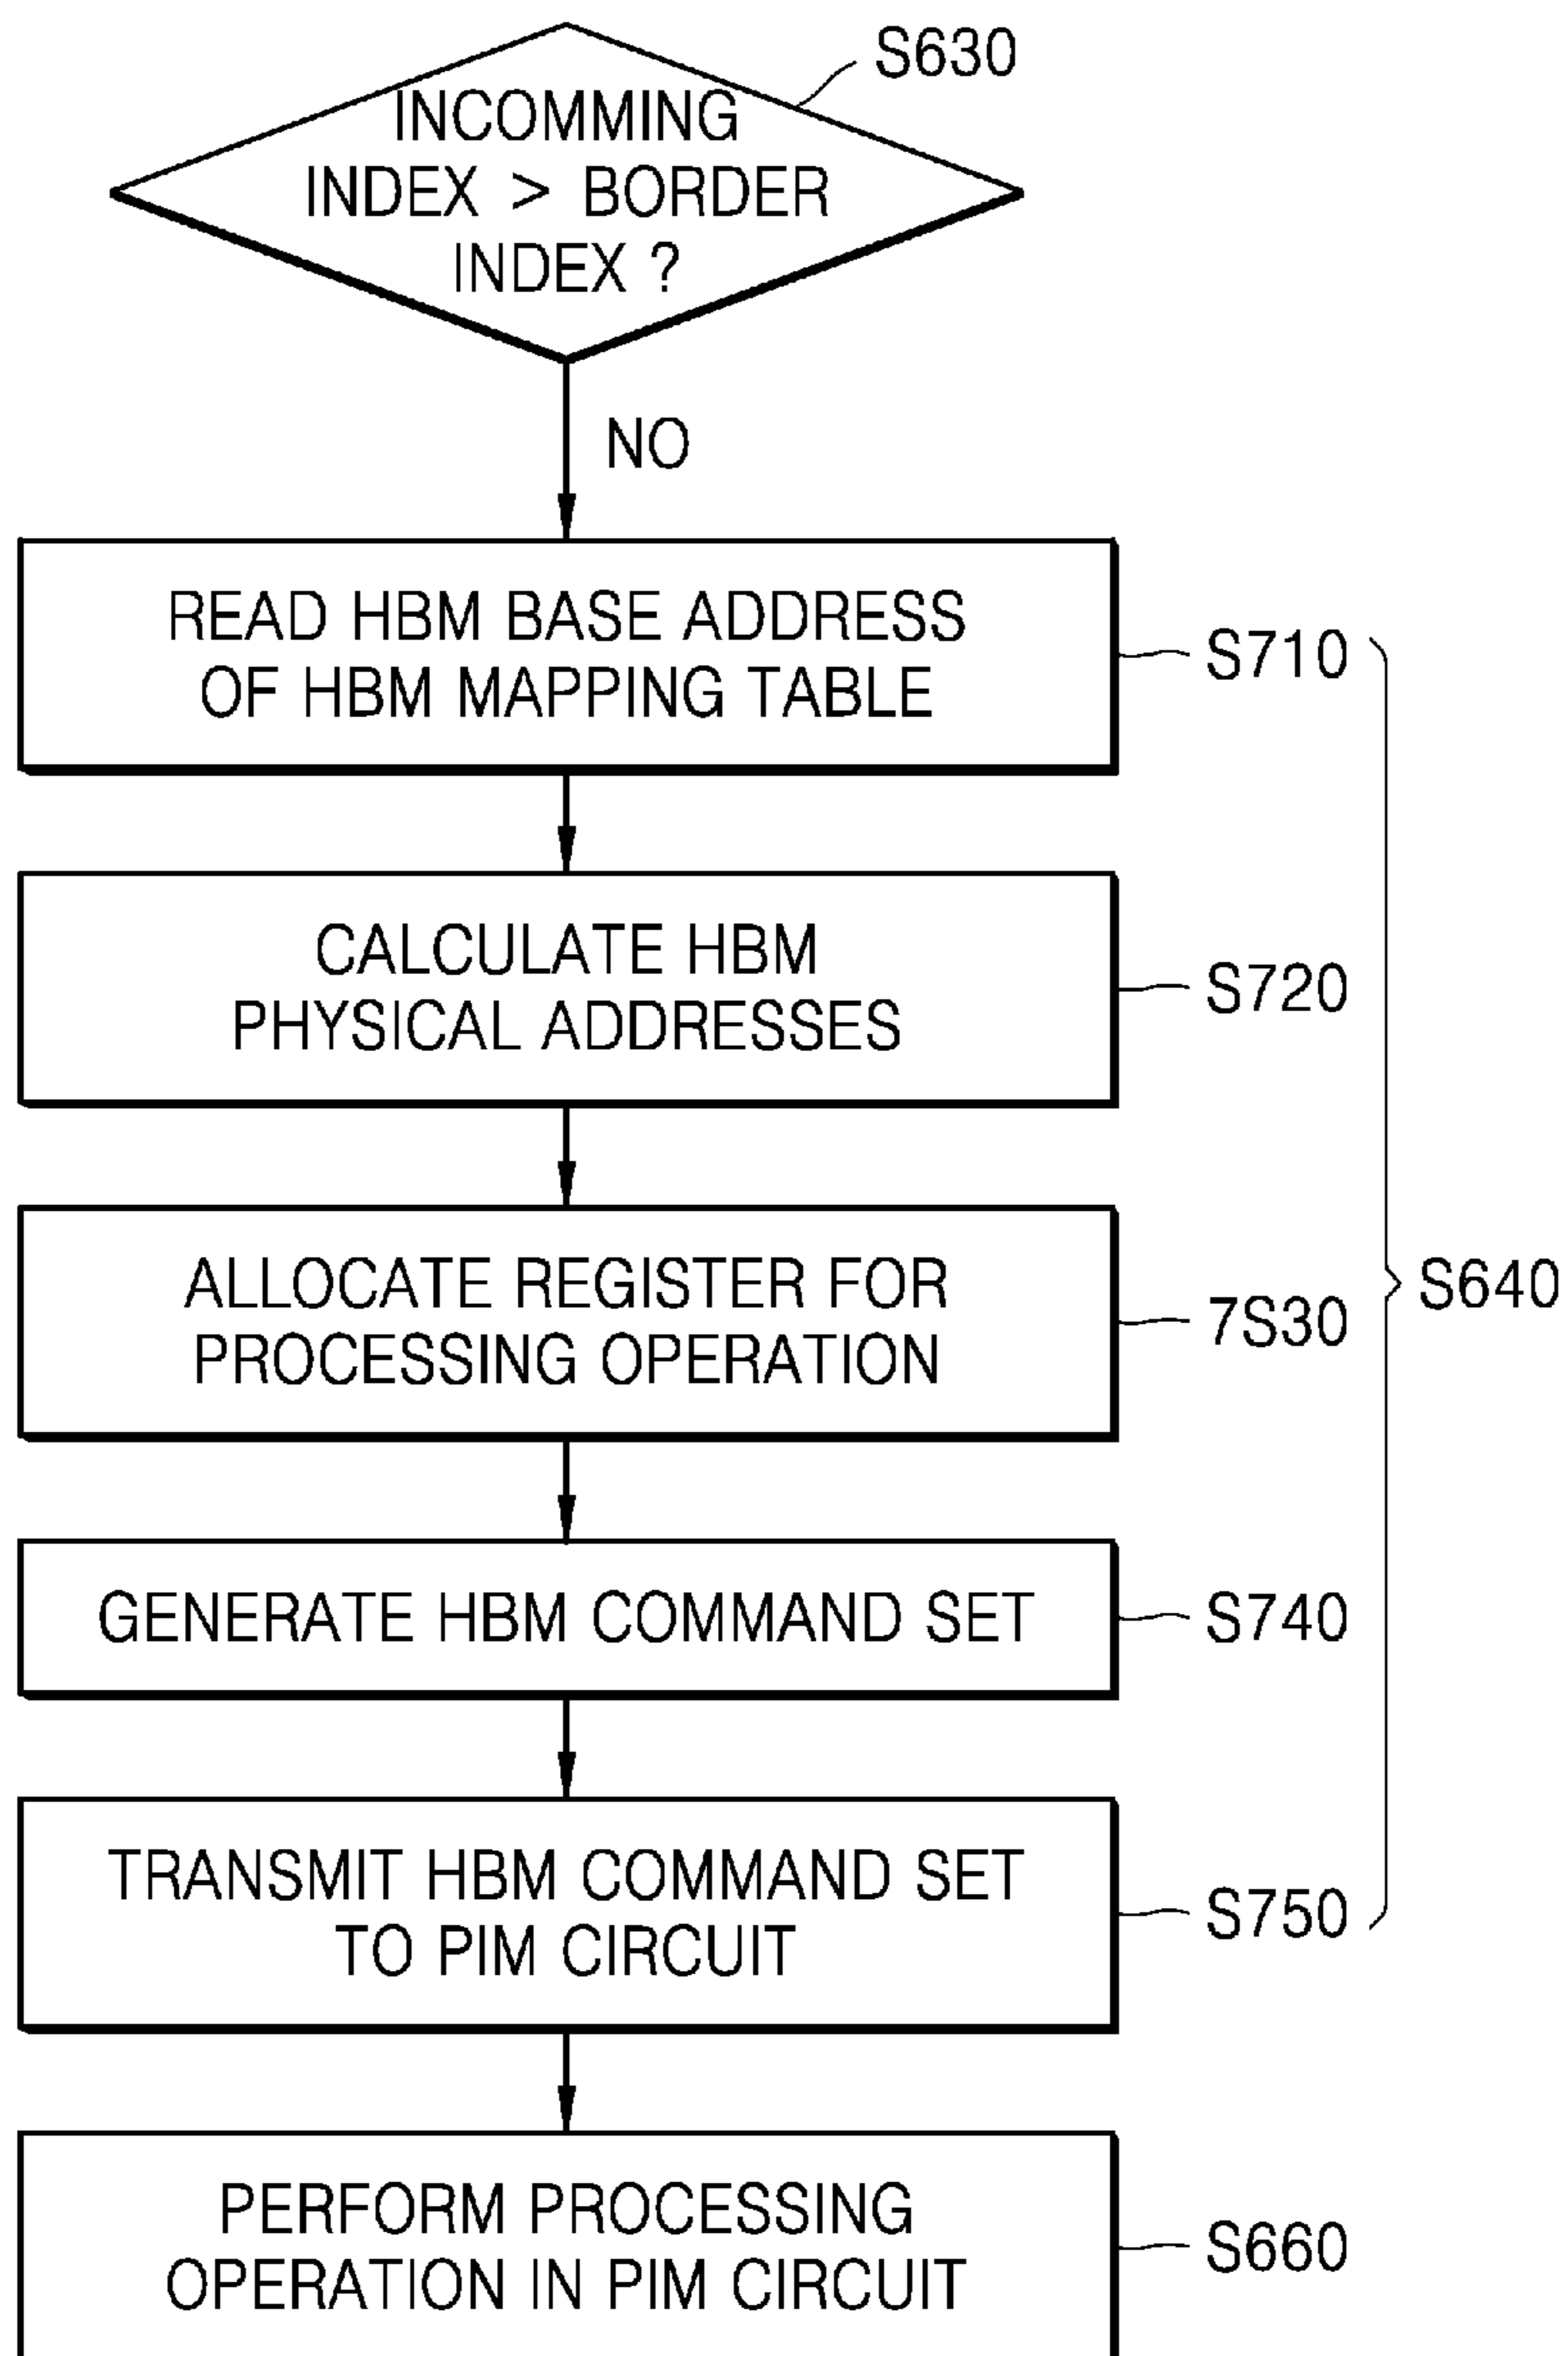 S630
INCOMMING
INDEX > BORDER
INDEX ?
NO
READ HBM BASE ADDRESS
OF HBM MAPPING TABLE
S710
CALCULATE HBM
PHYSICAL ADDRESSES
S720
ALLOCATE REGISTER FOR
PROCESSING OPERATION
7S30
S640
GENERATE HBM COMMAND SET
S740
TRANSMIT HBM COMMAND SET
TO PIM CIRCUIT
S750
PERFORM PROCESSING
OPERATION IN PIM CIRCUIT
S660